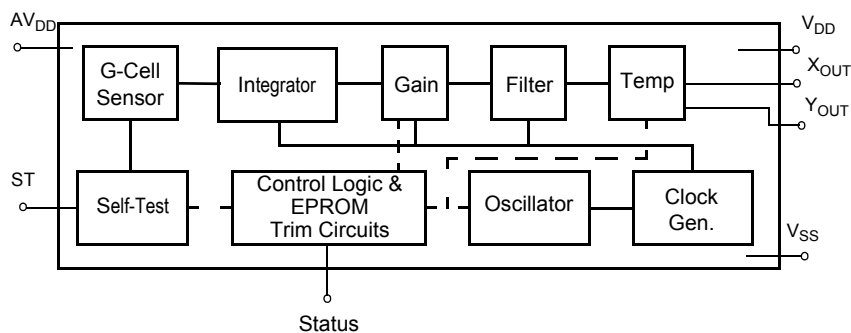 AVDD
VDD
G-Cell
Sensor
Integrator
Gain
Filter
Temp
XOUT
YOUT
ST
Self-Test
Control Logic &
EPROM
Trim Circuits
Oscillator
Clock
Gen.
VSS
Status